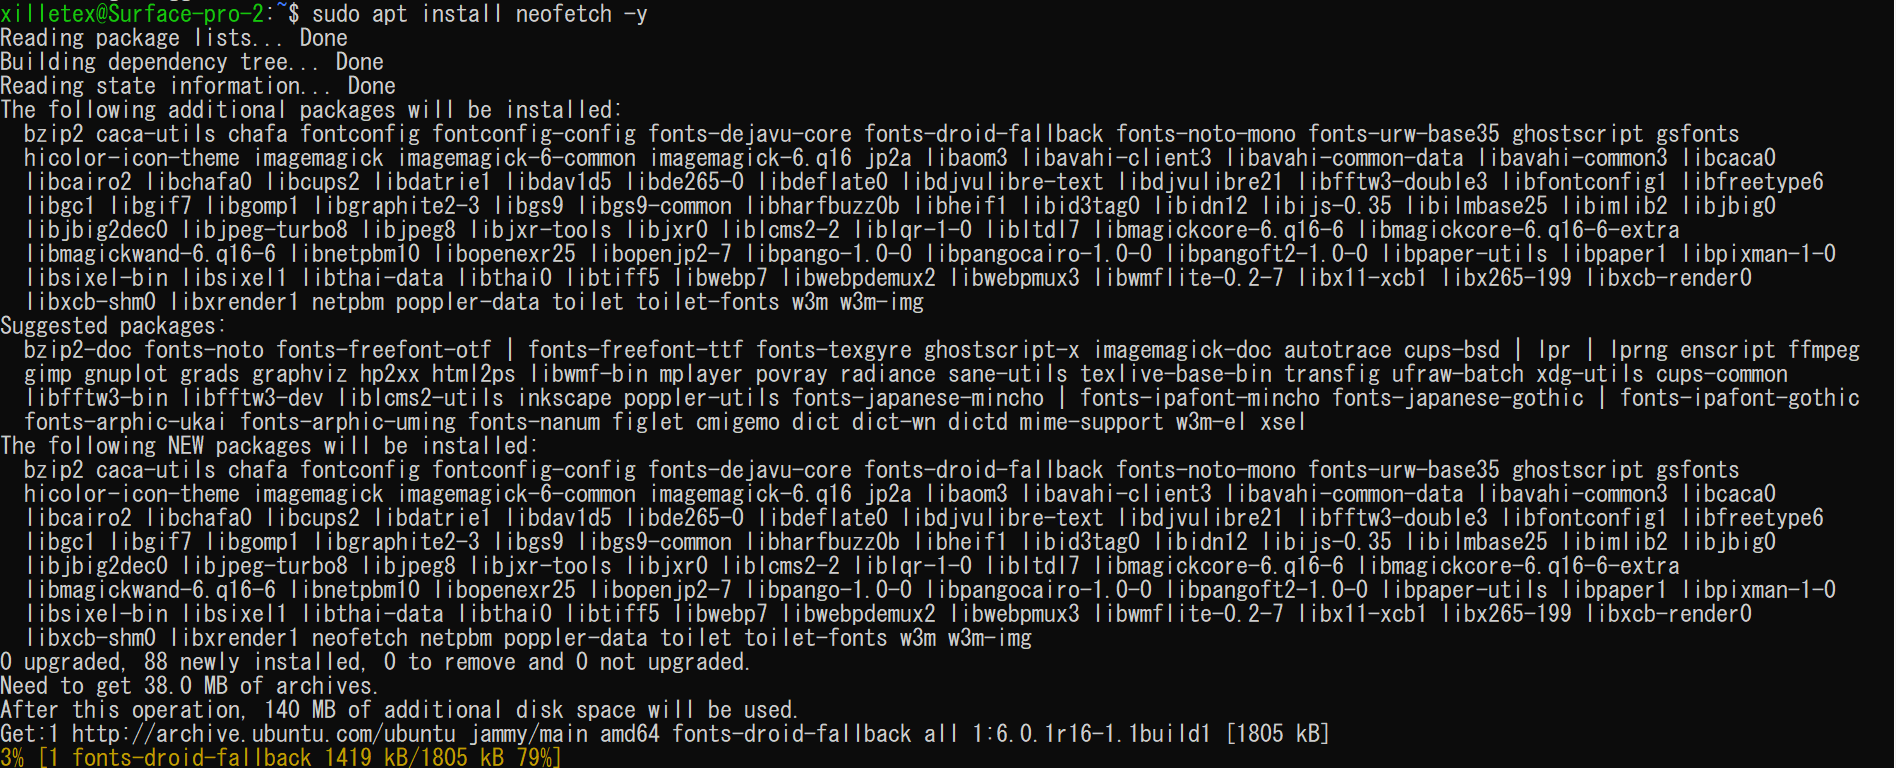 xilletex@Surface-pro-2:~$ sudo apt install neofetch -y
Reading package lists... Done
Building dependency tree... Done
Reading state information... Done
The following additional packages will be installed:
  bzip2 caca-utils chafa fontconfig fontconfig-config fonts-dejavu-core fonts-droid-fallback fonts-noto-mono fonts-urw-base35 ghostscript gsfonts
  hicolor-icon-theme imagemagick imagemagick-6-common imagemagick-6.q16 jp2a libaom3 libavahi-client3 libavahi-common-data libavahi-common3 libcaca0
  libcairo2 libchafa0 libcups2 libdatrie1 libdav1d5 libde265-0 libdeflate0 libdjvulibre-text libdjvulibre21 libfftw3-double3 libfontconfig1 libfreetype6
  libgc1 libgif7 libgomp1 libgraphite2-3 libgs9 libgs9-common libharfbuzz0b libheif1 libid3tag0 libidn12 libijs-0.35 libilmbase25 libimlib2 libjbig0
  libjbig2dec0 libjpeg-turbo8 libjpeg8 libjxr-tools libjxr0 liblcms2-2 liblqr-1-0 libltdl7 libmagickcore-6.q16-6 libmagickcore-6.q16-6-extra
  libmagickwand-6.q16-6 libnetpbm10 libopenexr25 libopenjp2-7 libpango-1.0-0 libpangocairo-1.0-0 libpangoft2-1.0-0 libpaper-utils libpaper1 libpixman-1-0
  libsixel-bin libsixel1 libthai-data libthai0 libtiff5 libwebp7 libwebpdemux2 libwebpmux3 libwmflite-0.2-7 libx11-xcb1 libx265-199 libxcb-render0
  libxcb-shm0 libxrender1 netpbm poppler-data toilet toilet-fonts w3m w3m-img
Suggested packages:
  bzip2-doc fonts-noto fonts-freefont-otf | fonts-freefont-ttf fonts-texgyre ghostscript-x imagemagick-doc autotrace cups-bsd | lpr | lprng enscript ffmpeg
  gimp gnuplot grads graphviz hp2xx html2ps libwmf-bin mplayer povray radiance sane-utils texlive-base-bin transfig ufraw-batch xdg-utils cups-common
  libfftw3-bin libfftw3-dev liblcms2-utils inkscape poppler-utils fonts-japanese-mincho | fonts-ipafont-mincho fonts-japanese-gothic | fonts-ipafont-gothic
  fonts-arphic-ukai fonts-arphic-uming fonts-nanum figlet cmigemo dict dict-wn dictd mime-support w3m-el xsel
The following NEW packages will be installed:
  bzip2 caca-utils chafa fontconfig fontconfig-config fonts-dejavu-core fonts-droid-fallback fonts-noto-mono fonts-urw-base35 ghostscript gsfonts
  hicolor-icon-theme imagemagick imagemagick-6-common imagemagick-6.q16 jp2a libaom3 libavahi-client3 libavahi-common-data libavahi-common3 libcaca0
  libcairo2 libchafa0 libcups2 libdatrie1 libdav1d5 libde265-0 libdeflate0 libdjvulibre-text libdjvulibre21 libfftw3-double3 libfontconfig1 libfreetype6
  libgc1 libgif7 libgomp1 libgraphite2-3 libgs9 libgs9-common libharfbuzz0b libheif1 libid3tag0 libidn12 libijs-0.35 libilmbase25 libimlib2 libjbig0
  libjbig2dec0 libjpeg-turbo8 libjpeg8 libjxr-tools libjxr0 liblcms2-2 liblqr-1-0 libltdl7 libmagickcore-6.q16-6 libmagickcore-6.q16-6-extra
  libmagickwand-6.q16-6 libnetpbm10 libopenexr25 libopenjp2-7 libpango-1.0-0 libpangocairo-1.0-0 libpangoft2-1.0-0 libpaper-utils libpaper1 libpixman-1-0
  libsixel-bin libsixel1 libthai-data libthai0 libtiff5 libwebp7 libwebpdemux2 libwebpmux3 libwmflite-0.2-7 libx11-xcb1 libx265-199 libxcb-render0
  libxcb-shm0 libxrender1 neofetch netpbm poppler-data toilet toilet-fonts w3m w3m-img
0 upgraded, 88 newly installed, 0 to remove and 0 not upgraded.
Need to get 38.0 MB of archives.
After this operation, 140 MB of additional disk space will be used.
Get:1 http://archive.ubuntu.com/ubuntu jammy/main amd64 fonts-droid-fallback all 1:6.0.1r16-1.1build1 [1805 kB]
3% [1 fonts-droid-fallback 1419 kB/1805 kB 79%]